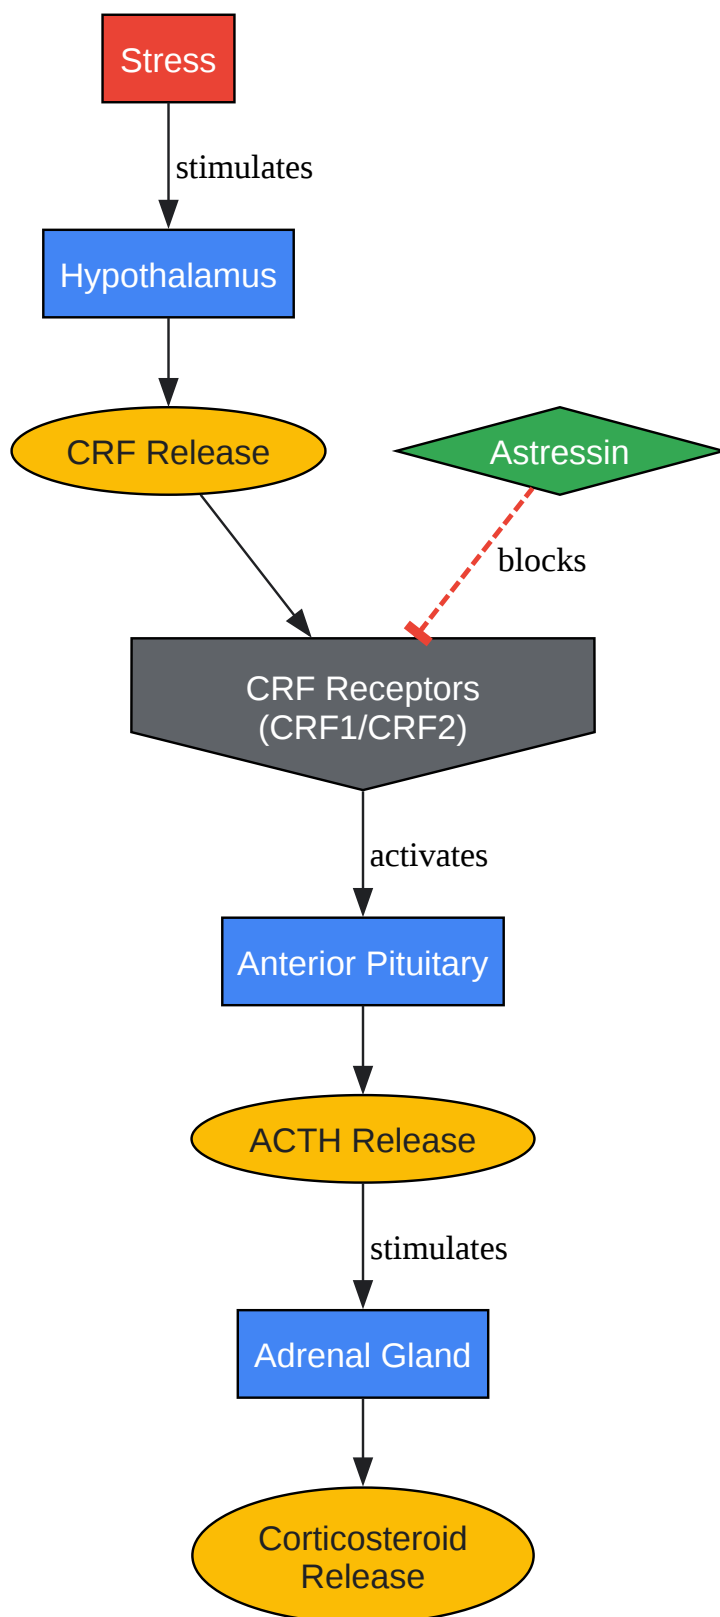 Stress
stimulates
Hypothalamus
CRF Release
Astressin
blocks
CRF Receptors
(CRF1/CRF2)
activates
Anterior Pituitary
ACTH Release
stimulates
Adrenal Gland
Corticosteroid
Release